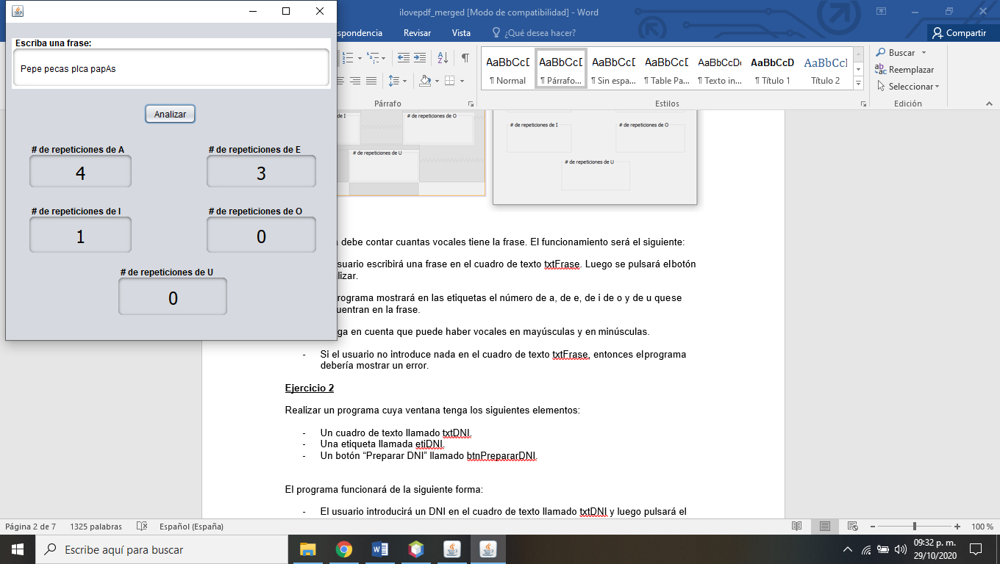 Escriba una frase:
Pepe pecas pIca papAs
Analizar
# de repeticiones de A
# de repeticiones de E
4
3
# de repeticiones de I
# de repeticiones de O
1
0
# de repeticiones de U
0
ilovepdf_merged [Modo de compatibilidad] - Word
spondencia
Revisar
Vista
¿Qué desea hacer?
Compartir
AaBbCcD
¶ Normal
AaBbCcD
¶ Párrafo...
AaBbCcD
¶ Sin espa...
AaBbCcD
¶ Table Pa...
AaBbCcDc
¶ Texto in...
AaBbCcD
¶ Título 1
AaBbCcI
Título 2
Buscar
Reemplazar
Seleccionar
Párrafo
Estilos
Edición
de I
# de repeticiones de O
# de repeticiones de U
# de repeticiones de I
# de repeticiones de O
# de repeticiones de U
debe contar cuantas vocales tiene la frase. El funcionamiento será el siguiente:
suario escribirá una frase en el cuadro de texto txtFrase. Luego se pulsará el botón
lizar.
rograma mostrará en las etiquetas el número de a, de e, de i de o y de u que se
uentran en la frase.
ga en cuenta que puede haber vocales en mayúsculas y en minúsculas.
- Si el usuario no introduce nada en el cuadro de texto txtFrase, entonces el programa
debería mostrar un error.
Ejercicio 2
Realizar un programa cuya ventana tenga los siguientes elementos:
- Un cuadro de texto llamado txtDNI.
- Una etiqueta llamada etiDNI.
- Un botón “Preparar DNI” llamado btnPrepararDNI.
El programa funcionará de la siguiente forma:
- El usuario introducirá un DNI en el cuadro de texto llamado txtDNI y luego pulsará el
Página 2 de 7
1325 palabras
Español (España)
100 %
Escribe aquí para buscar
09:32 p. m.
29/10/2020